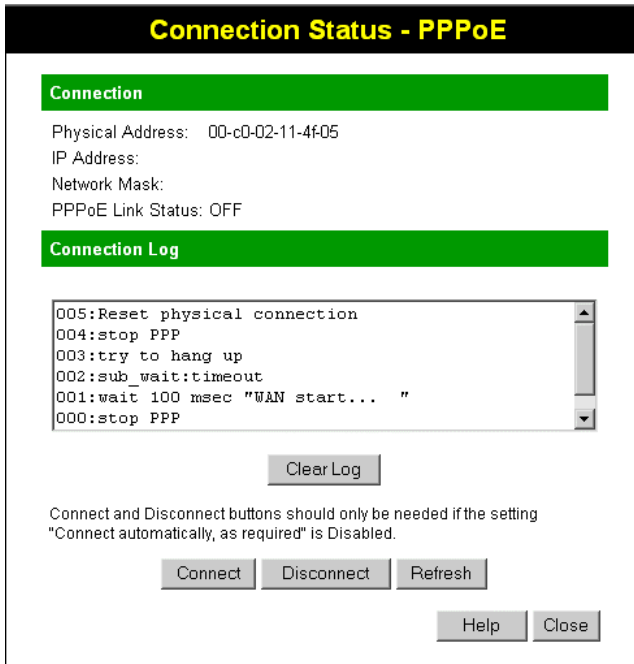 Connection Status - PPPoE
Connection
Physical Address: 00-c0-02-11-4f-05
IP Address:
Network Mask:
PPPoE Link Status: OFF
Connection Log
005:Reset physical connection
004:stop PPP
003:try to hang up
002:sub_wait:timeout
001:wait 100 msec "WAN start...  "
000:stop PPP
Clear Log
Connect and Disconnect buttons should only be needed if the setting
"Connect automatically, as required" is Disabled.
Connect Disconnect Refresh
Help Close